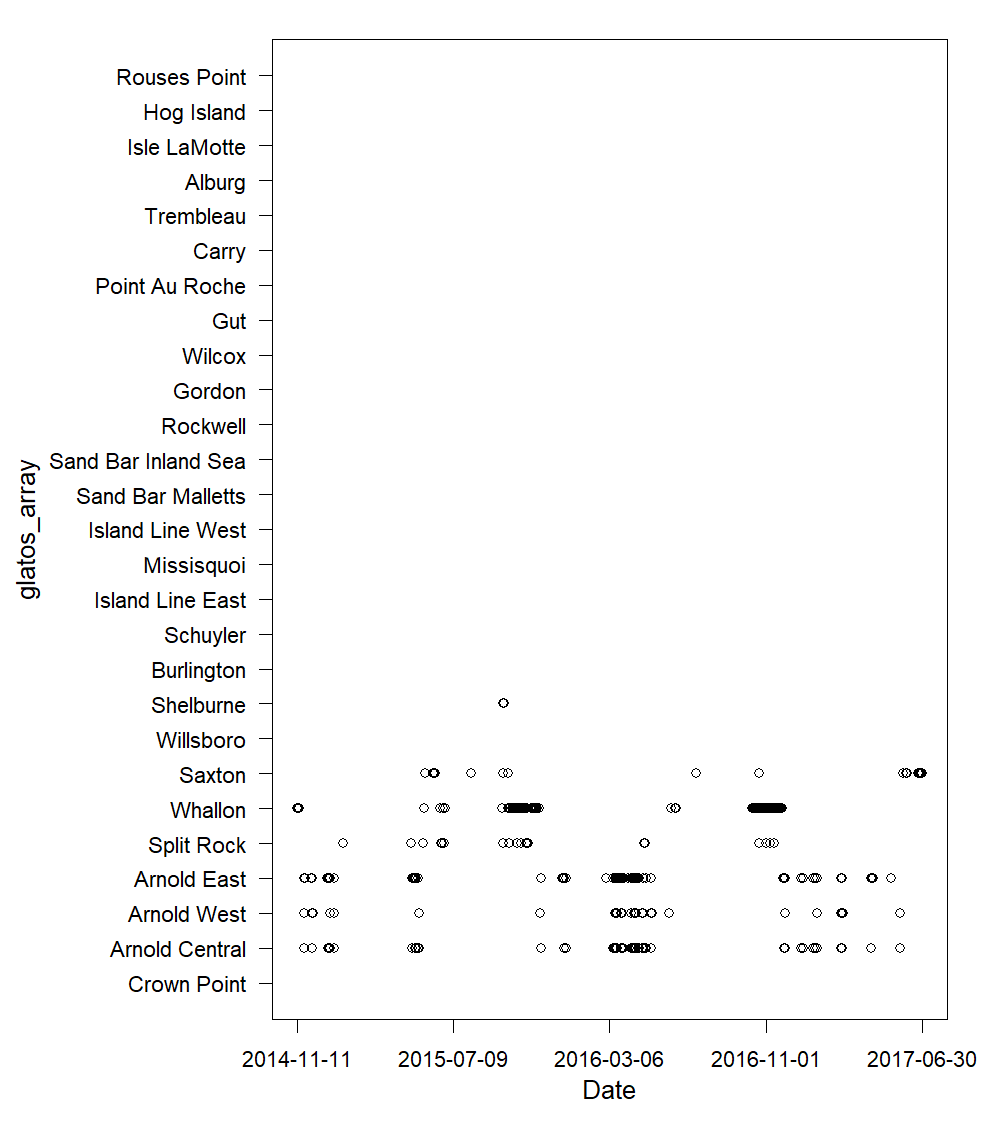 Rouses Point
Hog Island
Isle LaMotte
Alburg
Trembleau
Carry
Point Au Roche
Gut
Wilcox
Gordon
Rockwell
Sand Bar Inland Sea
Sand Bar Malletts
Island Line West
Missisquoi
Island Line East
Schuyler
Burlington
Shelburne
Willsboro
Saxton
Whallon
Split Rock
Arnold East
Arnold West
Arnold Central
Crown Point
glatos_array
2014-11-11 2015-07-09 2016-03-06 2016-11-01 2017-06-30
Date